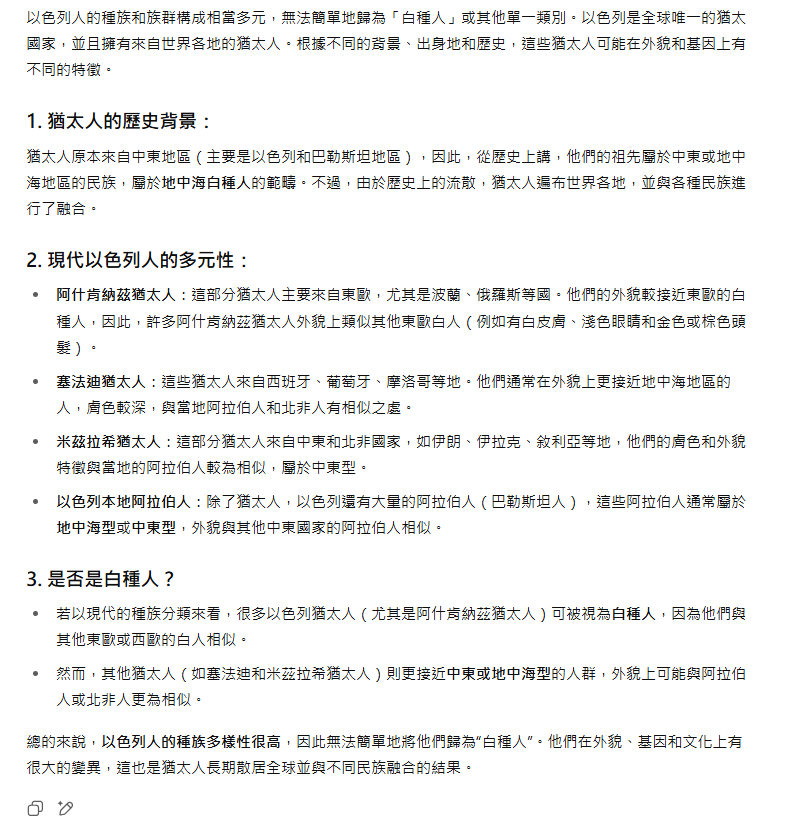 以色列人的種族和族群構成相當多元，無法簡單地歸為「白種人」或其他單一類別。以色列是全球唯一的猶太
國家，並且擁有來自世界各地的猶太人。根據不同的背景、出身地和歷史，這些猶太人可能在外貌和基因上有
不同的特徵。
1. 猶太人的歷史背景：
猶太人原本來自中東地區（主要是以色列和巴勒斯坦地區），因此，從歷史上講，他們的祖先屬於中東或地中
海地區的民族，屬於地中海白種人的範疇。不過，由於歷史上的流散，猶太人遍布世界各地，並與各種民族進
行了融合。
2. 現代以色列人的多元性：
• 阿什肯納茲猶太人：這部分猶太人主要來自東歐，尤其是波蘭、俄羅斯等國。他們的外貌較接近東歐的白
種人，因此，許多阿什肯納茲猶太人外貌上類似其他東歐白人（例如有白皮膚、淺色眼睛和金色或棕色頭
髮）。
• 塞法迪猶太人：這些猶太人來自西班牙、葡萄牙、摩洛哥等地。他們通常在外貌上更接近地中海地區的
人，膚色較深，與當地阿拉伯人和北非人有相似之處。
• 米茲拉希猶太人：這部分猶太人來自中東和北非國家，如伊朗、伊拉克、敘利亞等地，他們的膚色和外貌
特徵與當地的阿拉伯人較為相似，屬於中東型。
• 以色列本地阿拉伯人：除了猶太人，以色列還有大量的阿拉伯人（巴勒斯坦人），這些阿拉伯人通常屬於
地中海型或中東型，外貌與其他中東國家的阿拉伯人相似。
3. 是否是白種人？
• 若以現代的種族分類來看，很多以色列猶太人（尤其是阿什肯納茲猶太人）可被視為白種人，因為他們與
其他東歐或西歐的白人相似。
• 然而，其他猶太人（如塞法迪和米茲拉希猶太人）則更接近中東或地中海型的人群，外貌上可能與阿拉伯
人或北非人更為相似。
總的來說，以色列人的種族多樣性很高，因此無法簡單地將他們歸為“白種人”。他們在外貌、基因和文化上有
很大的變異，這也是猶太人長期散居全球並與不同民族融合的結果。